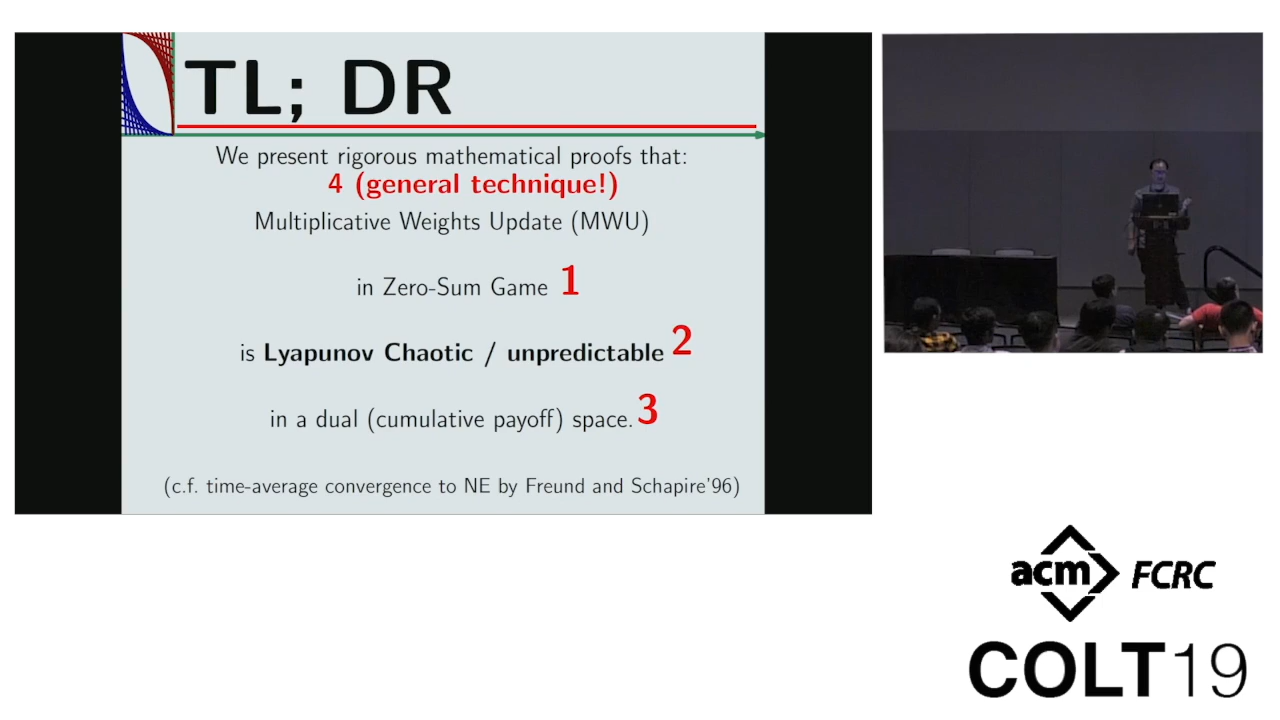 TL; DR
We present rigorous mathematical proofs that:
4 (general technique!)
Multiplicative Weights Update (MWU)
in Zero-Sum Game 1
is Lyapunov Chaotic / unpredictable 2
in a dual (cumulative payoff) space. 3
(c.f. time-average convergence to NE by Freund and Schapire'96)
acm FCRC
COLT19